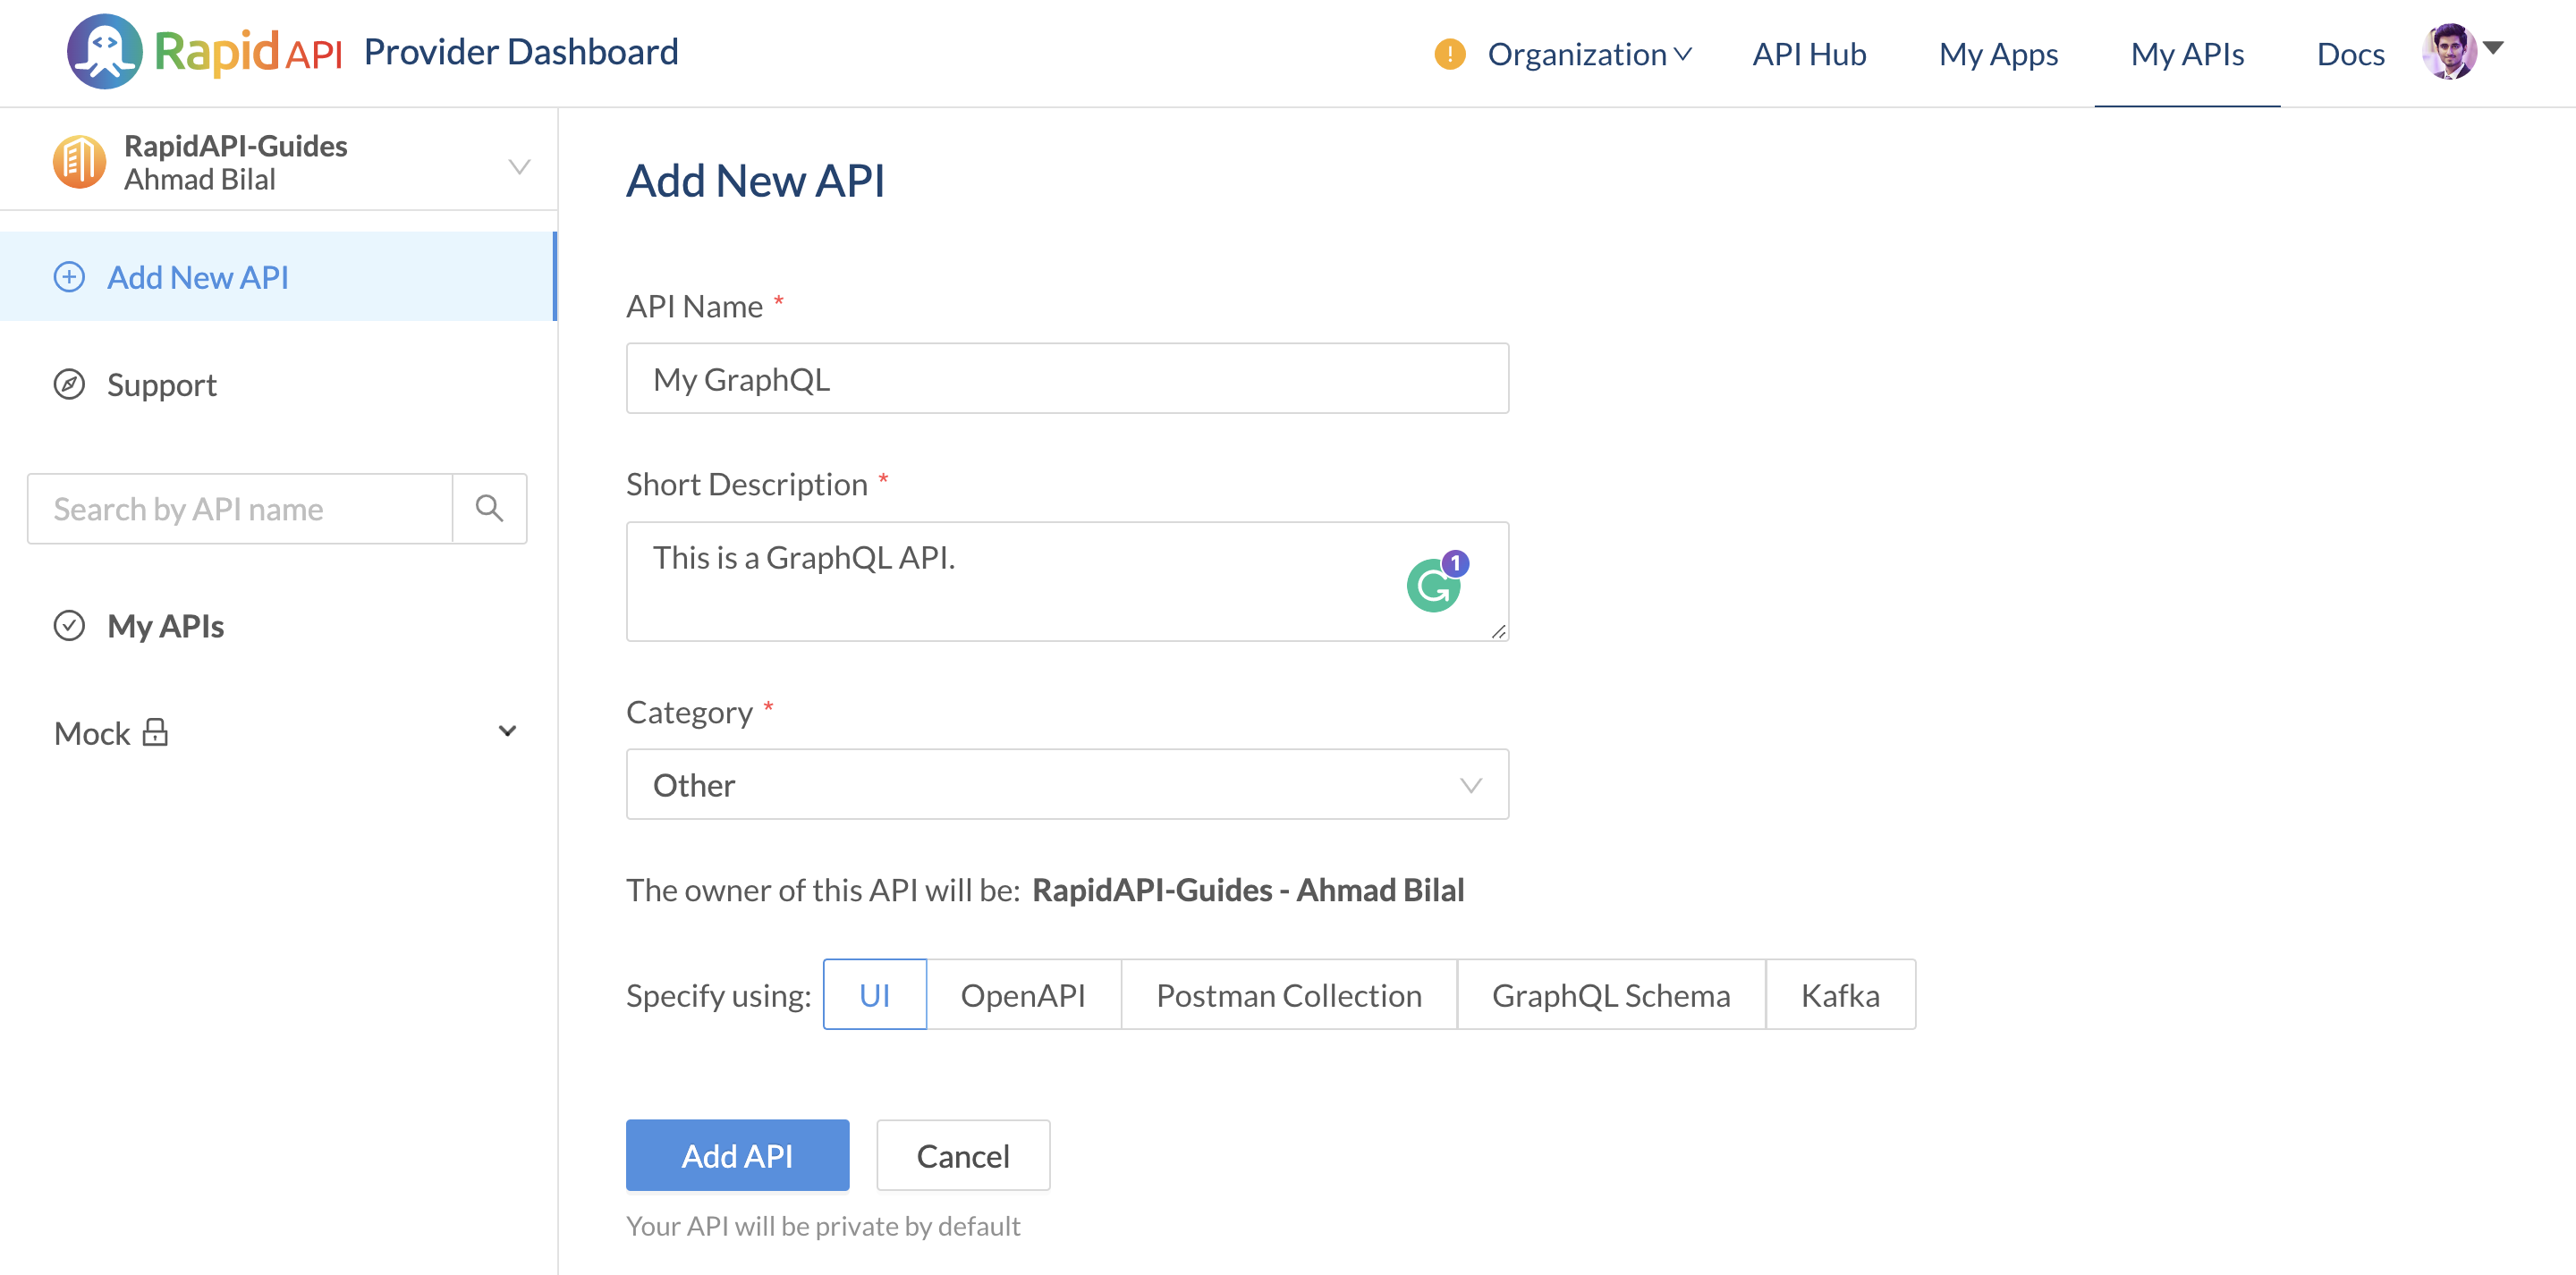 Rapid API Provider Dashboard
! Organization API Hub My Apps My APIs Docs
RapidAPI-Guides
Ahmad Bilal
Add New API
Support
Search by API name
My APIs
Mock
Add New API
API Name *
My GraphQL
Short Description *
This is a GraphQL API.
1
Category *
Other
The owner of this API will be: RapidAPI-Guides - Ahmad Bilal
Specify using: UI OpenAPI Postman Collection GraphQL Schema Kafka
Add API Cancel
Your API will be private by default